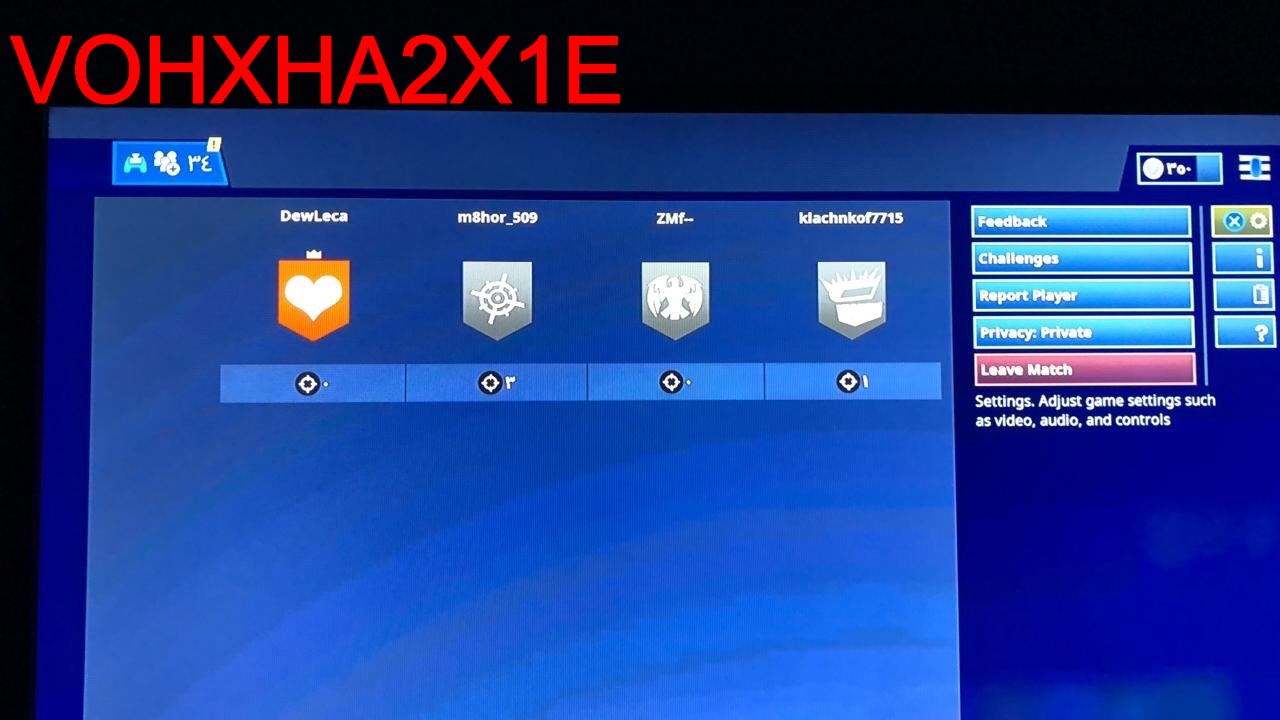 VOHXHA2X1E
٣٤
٣٥٠
DewLeca
m8hor_509
ZMf--
klachnkof7715
٠
٣
٠
١
Feedback
Challenges
Report Player
Privacy: Private
Leave Match
Settings. Adjust game settings such
as video, audio, and controls